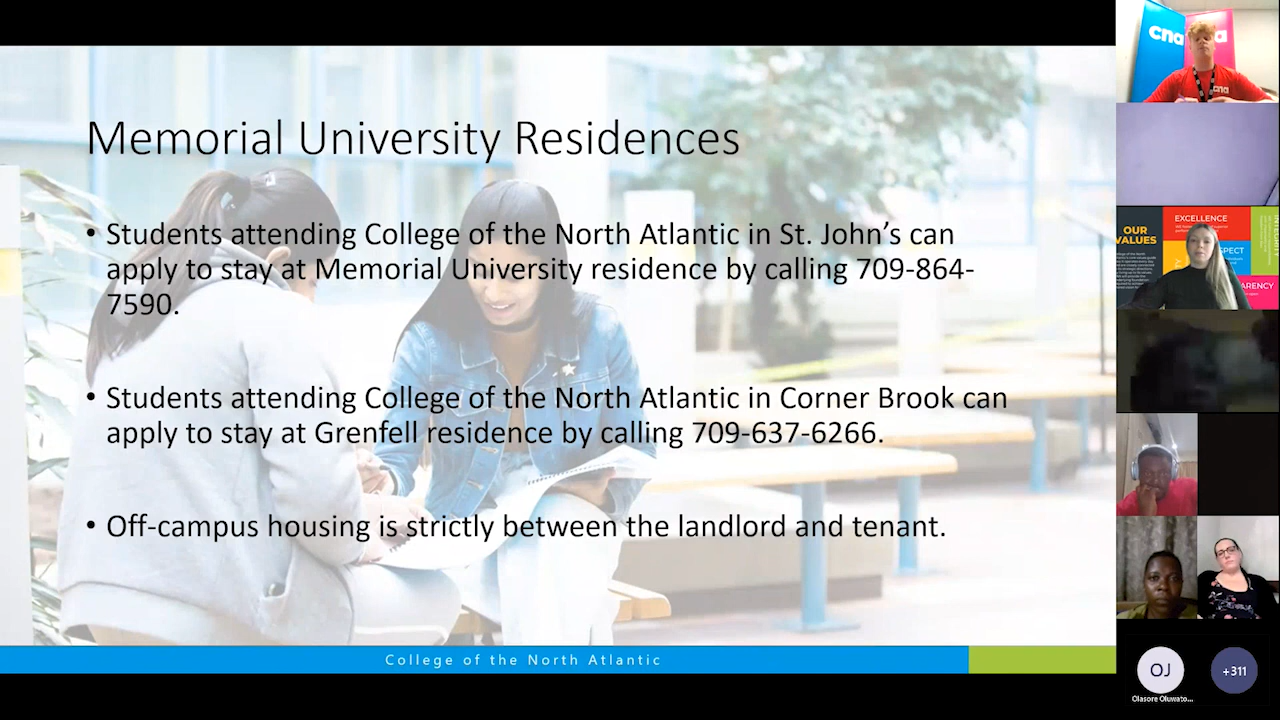 Memorial University Residences
• Students attending College of the North Atlantic in St. John’s can
apply to stay at Memorial University residence by calling 709-864-
7590.
• Students attending College of the North Atlantic in Corner Brook can
apply to stay at Grenfell residence by calling 709-637-6266.
• Off-campus housing is strictly between the landlord and tenant.
College of the North Atlantic
cna
cna
OUR
VALUES
EXCELLENCE
OJ
+311
Olasore Oluwato...